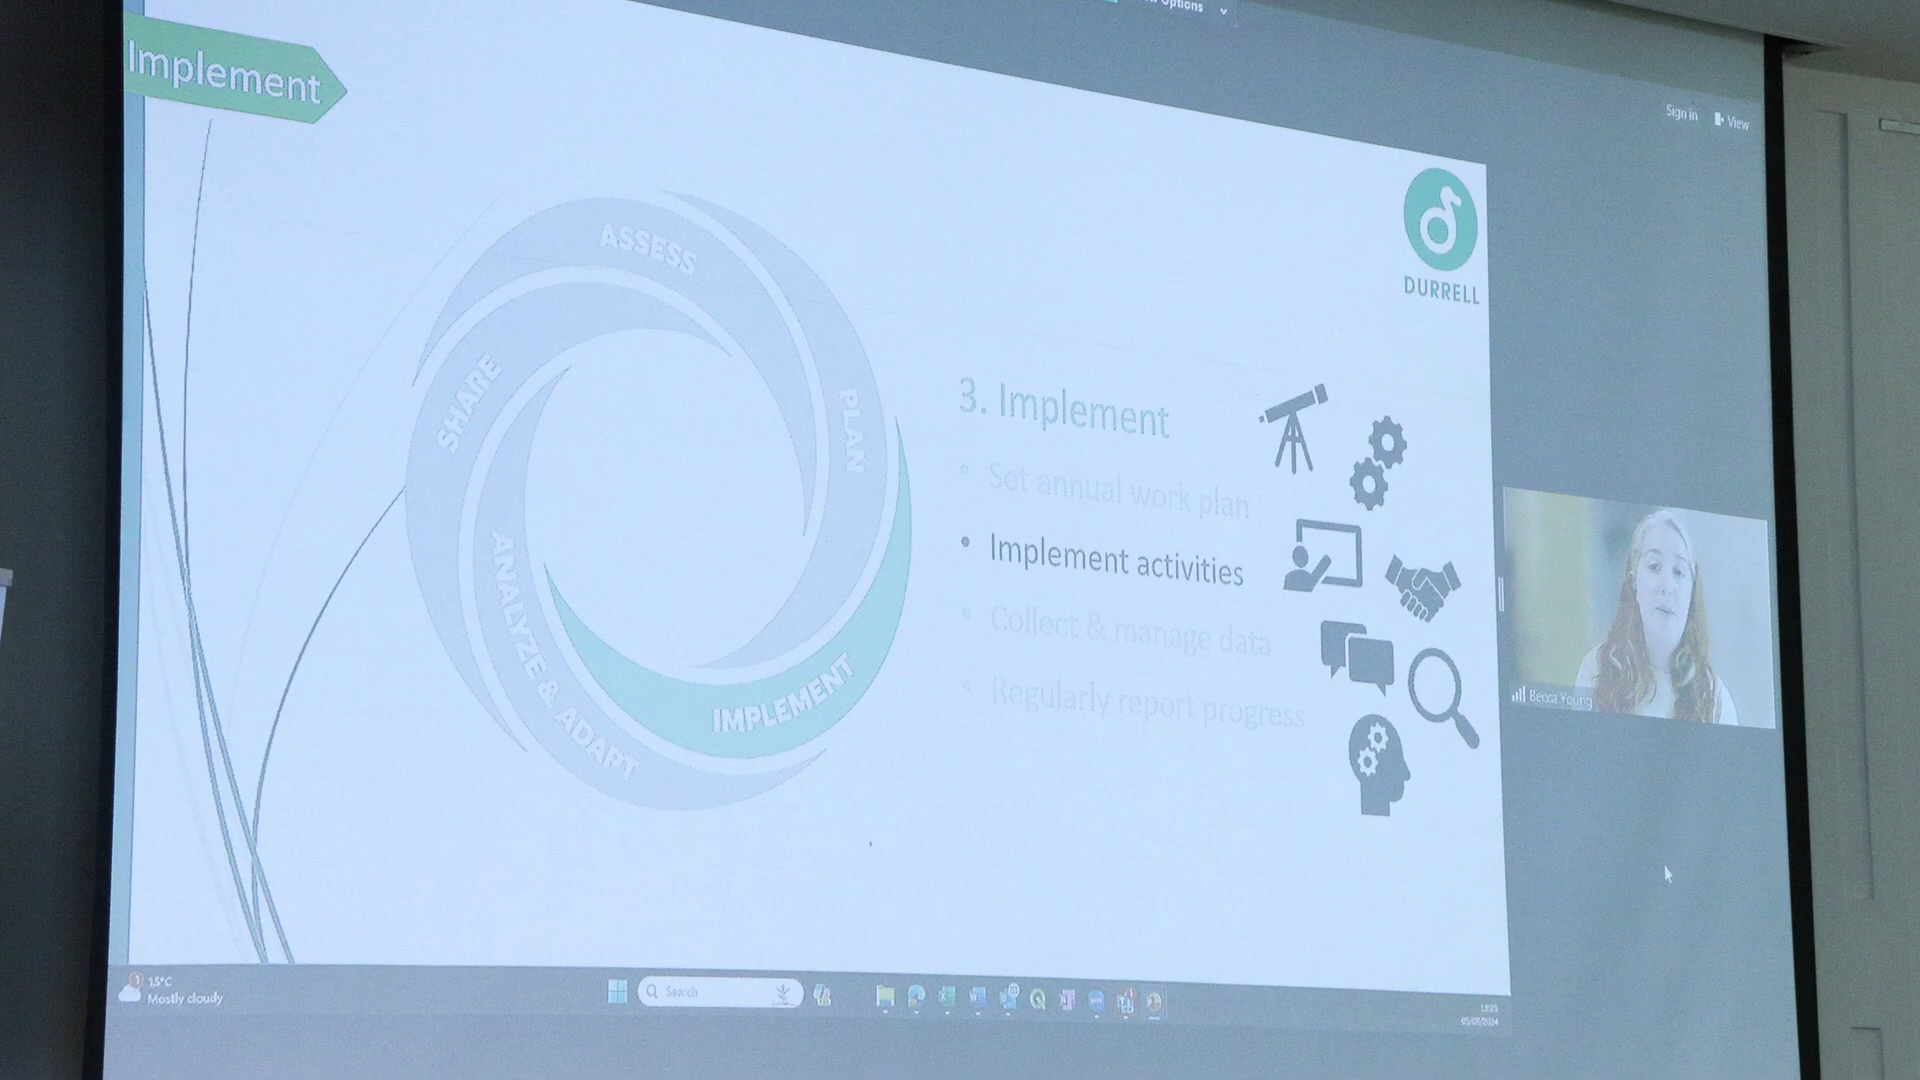 Options
Implement
Sign in
View
DURRELL
ASSESS
PLAN
SHARE
ANALYZE & ADAPT
IMPLEMENT
3. Implement
• Set annual work plan
• Implement activities
• Collect & manage data
• Regularly report progress
Becca Young
15°C
Mostly cloudy
Search